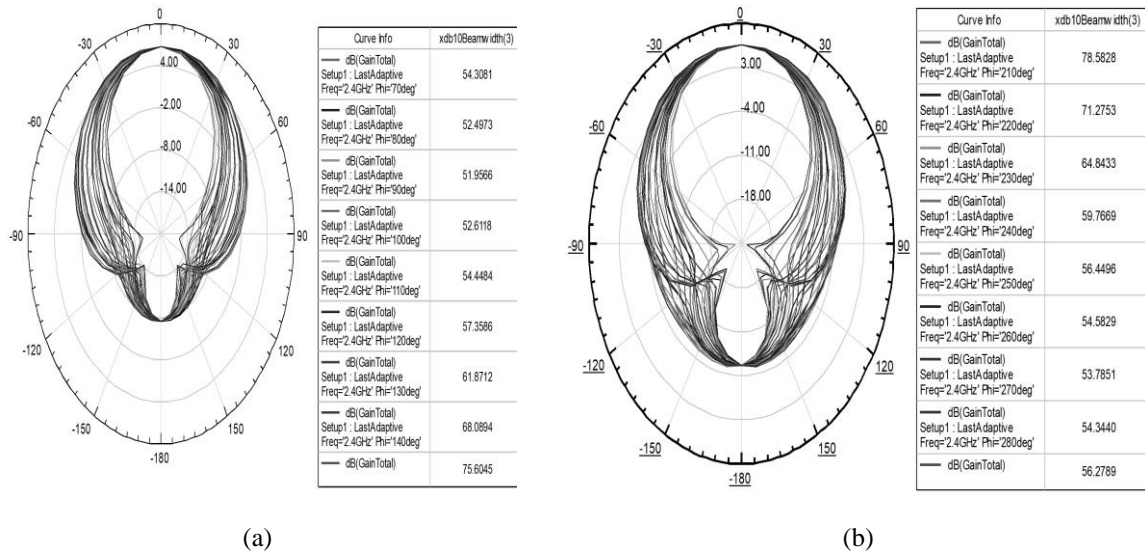 0
-30
30
4.00
-2.00
-60
60
-8.00
-14.00
-90
90
-120
120
-150
150
-180
Curve Info xdb10Beamwidth(3)
dB(GainTotal)
Setup1 : LastAdaptive
Freq='2.4GHz' Phi='70deg'
54.3081
dB(GainTotal)
Setup1 : LastAdaptive
Freq='2.4GHz' Phi='80deg'
52.4973
dB(GainTotal)
Setup1 : LastAdaptive
Freq='2.4GHz' Phi='90deg'
51.9566
dB(GainTotal)
Setup1 : LastAdaptive
Freq='2.4GHz' Phi='100deg'
52.6118
dB(GainTotal)
Setup1 : LastAdaptive
Freq='2.4GHz' Phi='110deg'
54.4484
dB(GainTotal)
Setup1 : LastAdaptive
Freq='2.4GHz' Phi='120deg'
57.3586
dB(GainTotal)
Setup1 : LastAdaptive
Freq='2.4GHz' Phi='130deg'
61.8712
dB(GainTotal)
Setup1 : LastAdaptive
Freq='2.4GHz' Phi='140deg'
68.0894
dB(GainTotal) 75.6045
(a)
0
-30
30
3.00
-4.00
-60
60
-11.00
-18.00
-90
90
-120
120
-150
150
-180
Curve Info xdb10Beamwidth(3)
dB(GainTotal)
Setup1 : LastAdaptive
Freq='2.4GHz' Phi='210deg'
78.5828
dB(GainTotal)
Setup1 : LastAdaptive
Freq='2.4GHz' Phi='220deg'
71.2753
dB(GainTotal)
Setup1 : LastAdaptive
Freq='2.4GHz' Phi='230deg'
64.8433
dB(GainTotal)
Setup1 : LastAdaptive
Freq='2.4GHz' Phi='240deg'
59.7669
dB(GainTotal)
Setup1 : LastAdaptive
Freq='2.4GHz' Phi='250deg'
56.4496
dB(GainTotal)
Setup1 : LastAdaptive
Freq='2.4GHz' Phi='260deg'
54.5829
dB(GainTotal)
Setup1 : LastAdaptive
Freq='2.4GHz' Phi='270deg'
53.7851
dB(GainTotal)
Setup1 : LastAdaptive
Freq='2.4GHz' Phi='280deg'
54.3440
dB(GainTotal) 56.2789
(b)